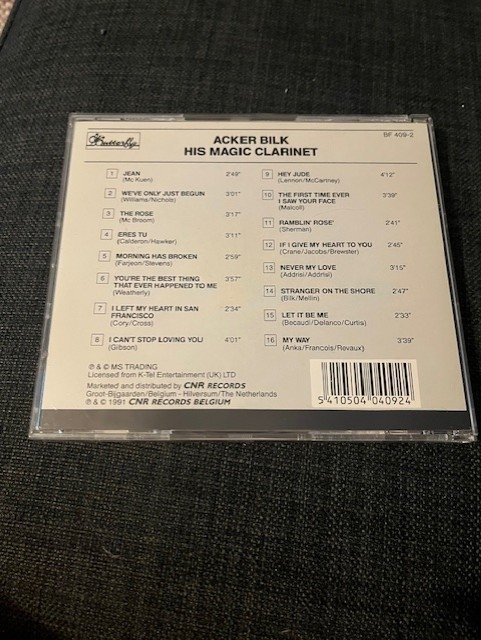 Butterfly
BF 409-2
ACKER BILK
HIS MAGIC CLARINET
1 JEAN 2'49"
(Mc Kuen)
2 WE'VE ONLY JUST BEGUN 3'01"
(Williams/Nichols)
3 THE ROSE 3'17"
(Mc Broom)
4 ERES TU 3'11"
(Calderon/Hawker)
5 MORNING HAS BROKEN 2'59"
(Farjeon/Stevens)
6 YOU'RE THE BEST THING 3'57"
THAT EVER HAPPENED TO ME
(Weatherly)
7 I LEFT MY HEART IN SAN 2'34"
FRANCISCO
(Cory/Cross)
8 I CAN'T STOP LOVING YOU 4'01"
(Gibson)
9 HEY JUDE 4'12"
(Lennon/McCartney)
10 THE FIRST TIME EVER 3'39"
I SAW YOUR FACE
(Malcoll)
11 RAMBLIN' ROSE' 2'41"
(Sherman)
12 IF I GIVE MY HEART TO YOU 2'45"
(Crane/Jacobs/Brewster)
13 NEVER MY LOVE 3'15"
(Addrisi/Addrisi)
14 STRANGER ON THE SHORE 2'47"
(Bilk/Mellin)
15 LET IT BE ME 2'33"
(Becaud/Delanco/Curtis)
16 MY WAY 3'39"
(Anka/Francois/Revaux)
℗ & © MS TRADING
Licensed from K-Tel Entertainment (UK) LTD
Marketed and distributed by CNR RECORDS
Groot-Bijgaarden/Belgium - Hilversum/The Netherlands
℗ & © 1991 CNR RECORDS BELGIUM
5 410504 040924